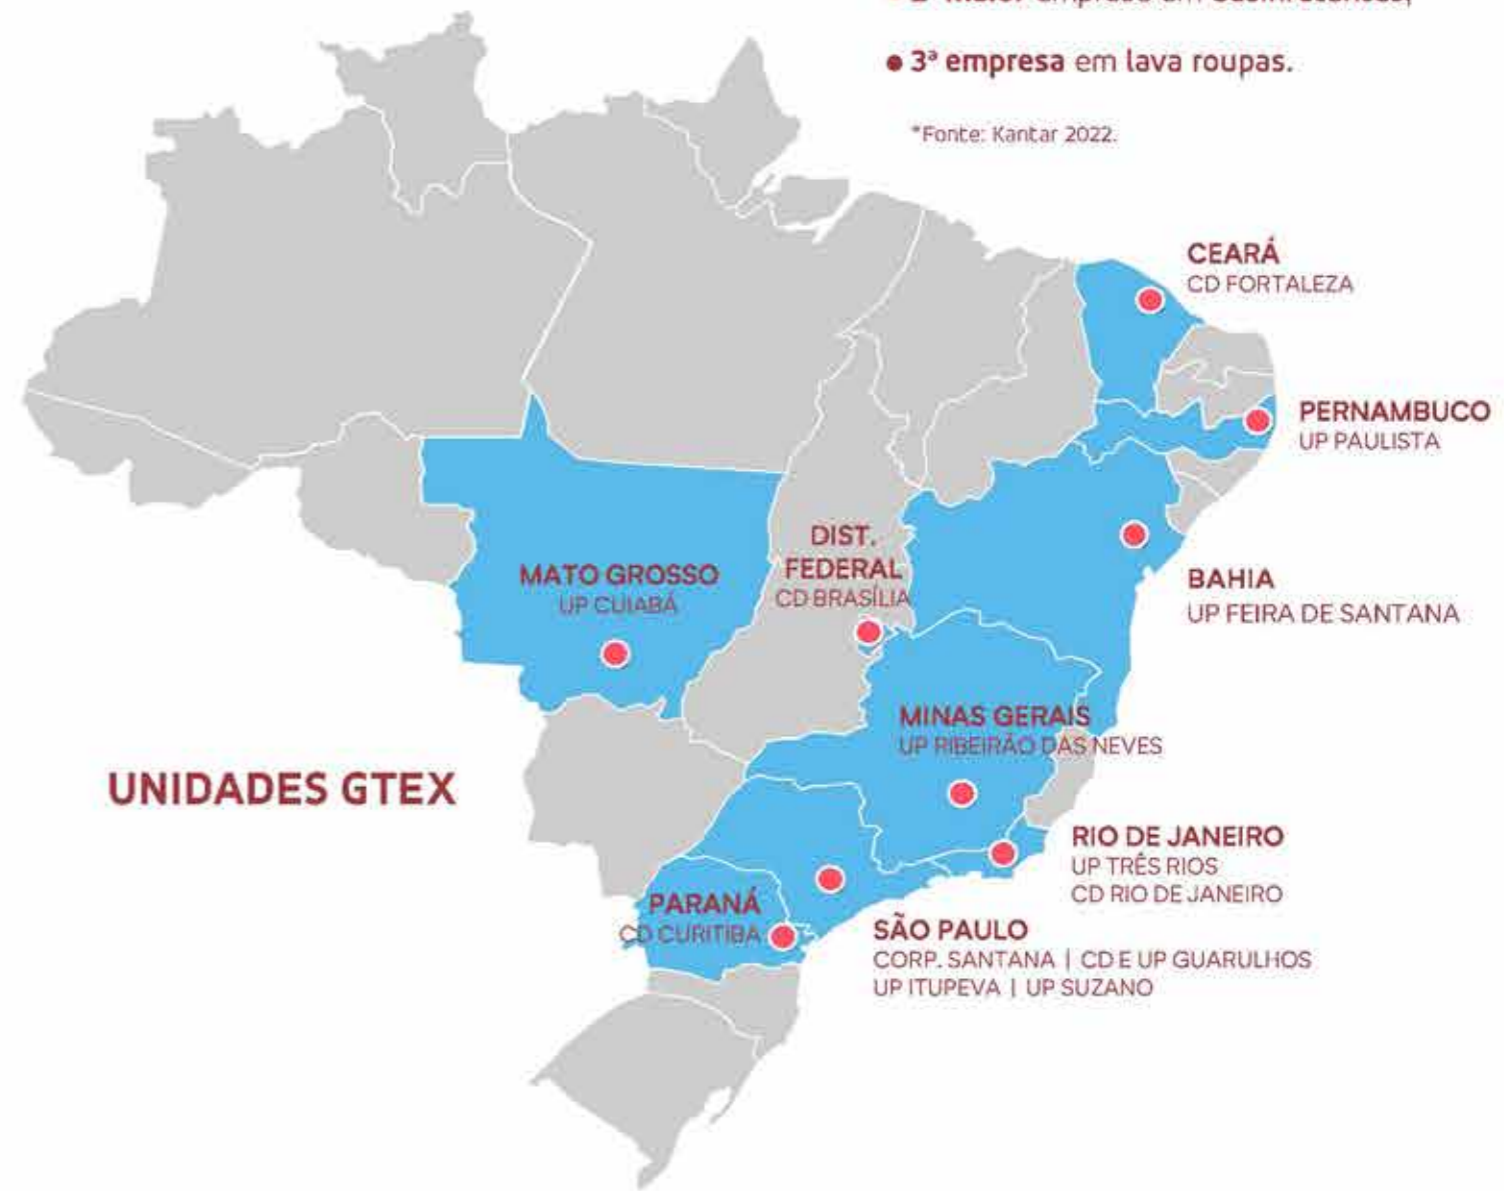 ● 3ª empresa em lava roupas.
*Fonte: Kantar 2022.
CEARÁ
CD FORTALEZA
PERNAMBUCO
UP PAULISTA
DIST.
FEDERAL
CD BRASÍLIA
MATO GROSSO
UP CUIABÁ
BAHIA
UP FEIRA DE SANTANA
MINAS GERAIS
UP RIBEIRÃO DAS NEVES
UNIDADES GTEX
RIO DE JANEIRO
UP TRÊS RIOS
CD RIO DE JANEIRO
PARANÁ
CD CURITIBA
SÃO PAULO
CORP. SANTANA | CD E UP GUARULHOS
UP ITUPEVA | UP SUZANO